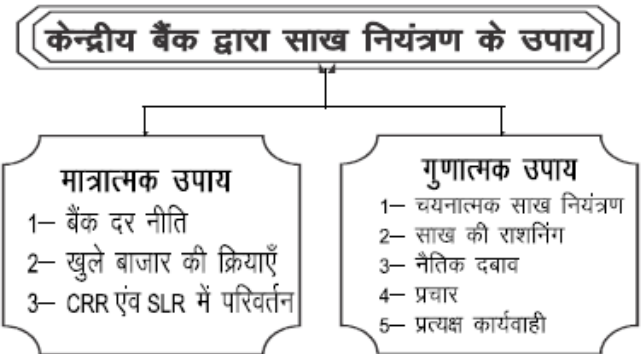 केन्द्रीय बैंक द्वारा साख नियंत्रण के उपाय
मात्रात्मक उपाय
1– बैंक दर नीति
2– खुले बाजार की क्रियाएँ
3– CRR एंव SLR में परिवर्तन
गुणात्मक उपाय
1– चयनात्मक साख नियंत्रण
2– साख की राशनिंग
3– नैतिक दबाव
4– प्रचार
5– प्रत्यक्ष कार्यवाही